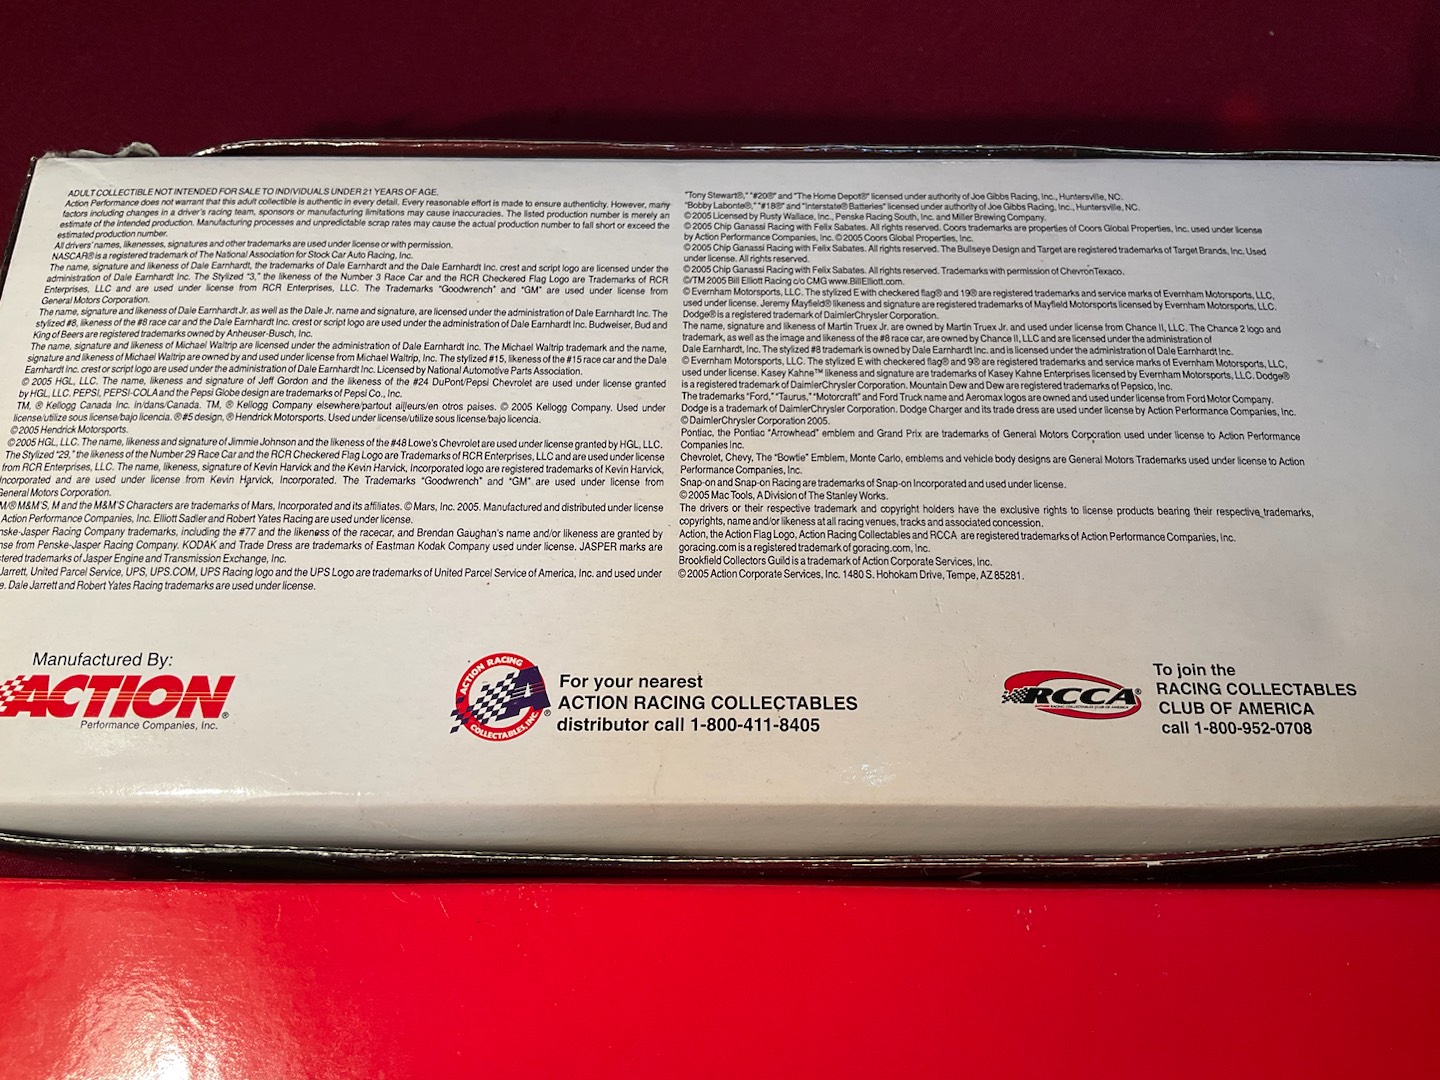 ADULT COLLECTIBLE NOT INTENDED FOR SALE TO INDIVIDUALS UNDER 21 YEARS OF AGE.
Action Performance does not warrant that this adult collectible is authentic in every detail. Every reasonable effort is made to ensure authenticity. However, many
factors including changes in a driver's racing team, sponsors or manufacturing limitations may cause inaccuracies. The listed production number is merely an
estimate of the intended production. Manufacturing processes and unpredictable scrap rates may cause the actual production number to fall short or exceed the
estimated production number.
All drivers' names, likenesses, signatures and other trademarks are used under license or with permission.
NASCAR® is a registered trademark of The National Association for Stock Car Auto Racing, Inc.
The name, signature and likeness of Dale Earnhardt, the trademarks of Dale Earnhardt and the Dale Earnhardt Inc. crest and script logo are licensed under the
administration of Dale Earnhardt Inc. The Stylized "3," the likeness of the Number 3 Race Car and the RCR Checkered Flag Logo are Trademarks of RCR
Enterprises, LLC and are used under license from RCR Enterprises, LLC. The Trademarks "Goodwrench" and "GM" are used under license from
General Motors Corporation.
The name, signature and likeness of Dale Earnhardt Jr. as well as the Dale Jr. name and signature, are licensed under the administration of Dale Earnhardt Inc. The
stylized #8, likeness of the #8 race car and the Dale Earnhardt Inc. crest or script logo are used under the administration of Dale Earnhardt Inc. Budweiser, Bud and
King of Beers are registered trademarks owned by Anheuser-Busch, Inc.
The name, signature and likeness of Michael Waltrip are licensed under the administration of Dale Earnhardt Inc. The Michael Waltrip trademark and the name,
signature and likeness of Michael Waltrip are owned by and used under license from Michael Waltrip, Inc. The stylized #15, likeness of the #15 race car and the Dale
Earnhardt Inc. crest or script logo are used under the administration of Dale Earnhardt Inc. Licensed by National Automotive Parts Association.
© 2005 HGL, LLC. The name, likeness and signature of Jeff Gordon and the likeness of the #24 DuPont/Pepsi Chevrolet are used under license granted
by HGL, LLC. PEPSI, PEPSI-COLA and the Pepsi Globe design are trademarks of Pepsi Co., Inc.
TM, ® Kellogg Canada Inc. in/dans/Canada. TM, ® Kellogg Company elsewhere/partout ailleurs/en otros paises. © 2005 Kellogg Company. Used under
license/utilize sous license/bajo licencia. ® #5 design, ® Hendrick Motorsports. Used under license/utilize sous license/bajo licencia.
© 2005 Hendrick Motorsports.
© 2005 HGL, LLC. The name, likeness and signature of Jimmie Johnson and the likeness of the #48 Lowe's Chevrolet are used under license granted by HGL, LLC.
The Stylized "29," the likeness of the Number 29 Race Car and the RCR Checkered Flag Logo are Trademarks of RCR Enterprises, LLC and are used under license
from RCR Enterprises, LLC. The name, likeness, signature of Kevin Harvick and the Kevin Harvick, Incorporated logo are registered trademarks of Kevin Harvick,
Incorporated and are used under license from Kevin Harvick, Incorporated. The Trademarks "Goodwrench" and "GM" are used under license from
General Motors Corporation.
M/® M&M'S, M and the M&M'S Characters are trademarks of Mars, Incorporated and its affiliates. © Mars, Inc. 2005. Manufactured and distributed under license
Action Performance Companies, Inc. Elliott Sadler and Robert Yates Racing are used under license.
nske-Jasper Racing Company trademarks, including the #77 and the likeness of the racecar, and Brendan Gaughan's name and/or likeness are granted by
nse from Penske-Jasper Racing Company. KODAK and Trade Dress are trademarks of Eastman Kodak Company used under license. JASPER marks are
stered trademarks of Jasper Engine and Transmission Exchange, Inc.
Jarrett, United Parcel Service, UPS, UPS.COM, UPS Racing logo and the UPS Logo are trademarks of United Parcel Service of America, Inc. and used under
e. Dale Jarrett and Robert Yates Racing trademarks are used under license.
"Tony Stewart®," "#20®" and "The Home Depot®" licensed under authority of Joe Gibbs Racing, Inc., Huntersville, NC.
"Bobby Labonte®," "#18®" and "Interstate® Batteries" licensed under authority of Joe Gibbs Racing, Inc., Huntersville, NC.
© 2005 Licensed by Rusty Wallace, Inc., Penske Racing South, Inc. and Miller Brewing Company.
© 2005 Chip Ganassi Racing with Felix Sabates. All rights reserved. Coors trademarks are properties of Coors Global Properties, Inc. used under license
by Action Performance Companies, Inc. © 2005 Coors Global Properties, Inc.
© 2005 Chip Ganassi Racing with Felix Sabates. All rights reserved. The Bullseye Design and Target are registered trademarks of Target Brands, Inc. Used
under license. All rights reserved.
© 2005 Chip Ganassi Racing with Felix Sabates. All rights reserved. Trademarks with permission of ChevronTexaco.
©/TM 2005 Bill Elliott Racing c/o CMG www.BillElliott.com.
© Evernham Motorsports, LLC. The stylized E with checkered flag® and 19® are registered trademarks and service marks of Evernham Motorsports, LLC,
used under license. Jeremy Mayfield® likeness and signature are registered trademarks of Mayfield Motorsports licensed by Evernham Motorsports, LLC.
Dodge® is a registered trademark of DaimlerChrysler Corporation.
The name, signature and likeness of Martin Truex Jr. are owned by Martin Truex Jr. and used under license from Chance II, LLC. The Chance 2 logo and
trademark, as well as the image and likeness of the #8 race car, are owned by Chance II, LLC and are licensed under the administration of
Dale Earnhardt, Inc. The stylized #8 trademark is owned by Dale Earnhardt Inc. and is licensed under the administration of Dale Earnhardt Inc.
© Evernham Motorsports, LLC. The stylized E with checkered flag® and 9® are registered trademarks and service marks of Evernham Motorsports, LLC,
used under license. Kasey Kahne™ likeness and signature are trademarks of Kasey Kahne Enterprises licensed by Evernham Motorsports, LLC. Dodge®
is a registered trademark of DaimlerChrysler Corporation. Mountain Dew and Dew are registered trademarks of Pepsico, Inc.
The trademarks "Ford," "Taurus," "Motorcraft" and Ford Truck name and Aeromax logos are owned and used under license from Ford Motor Company.
Dodge is a trademark of DaimlerChrysler Corporation. Dodge Charger and its trade dress are used under license by Action Performance Companies, Inc.
© DaimlerChrysler Corporation 2005.
Pontiac, the Pontiac "Arrowhead" emblem and Grand Prix are trademarks of General Motors Corporation used under license to Action Performance
Companies Inc.
Chevrolet, Chevy, The "Bowtie" Emblem, Monte Carlo, emblems and vehicle body designs are General Motors Trademarks used under license to Action
Performance Companies, Inc.
Snap-on and Snap-on Racing are trademarks of Snap-on Incorporated and used under license.
© 2005 Mac Tools, A Division of The Stanley Works.
The drivers or their respective trademark and copyright holders have the exclusive rights to license products bearing their respective trademarks,
copyrights, name and/or likeness at all racing venues, tracks and associated concession.
Action, the Action Flag Logo, Action Racing Collectables and RCCA are registered trademarks of Action Performance Companies, Inc.
goracing.com is a registered trademark of goracing.com, Inc.
Brookfield Collectors Guild is a trademark of Action Corporate Services, Inc.
© 2005 Action Corporate Services, Inc. 1480 S. Hohokam Drive, Tempe, AZ 85281.
Manufactured By:
ACTION®
Performance Companies, Inc.
ACTION RACING
COLLECTABLES, INC.
®
For your nearest
ACTION RACING COLLECTABLES
distributor call 1-800-411-8405
RCCA®
To join the
RACING COLLECTABLES
CLUB OF AMERICA
call 1-800-952-0708